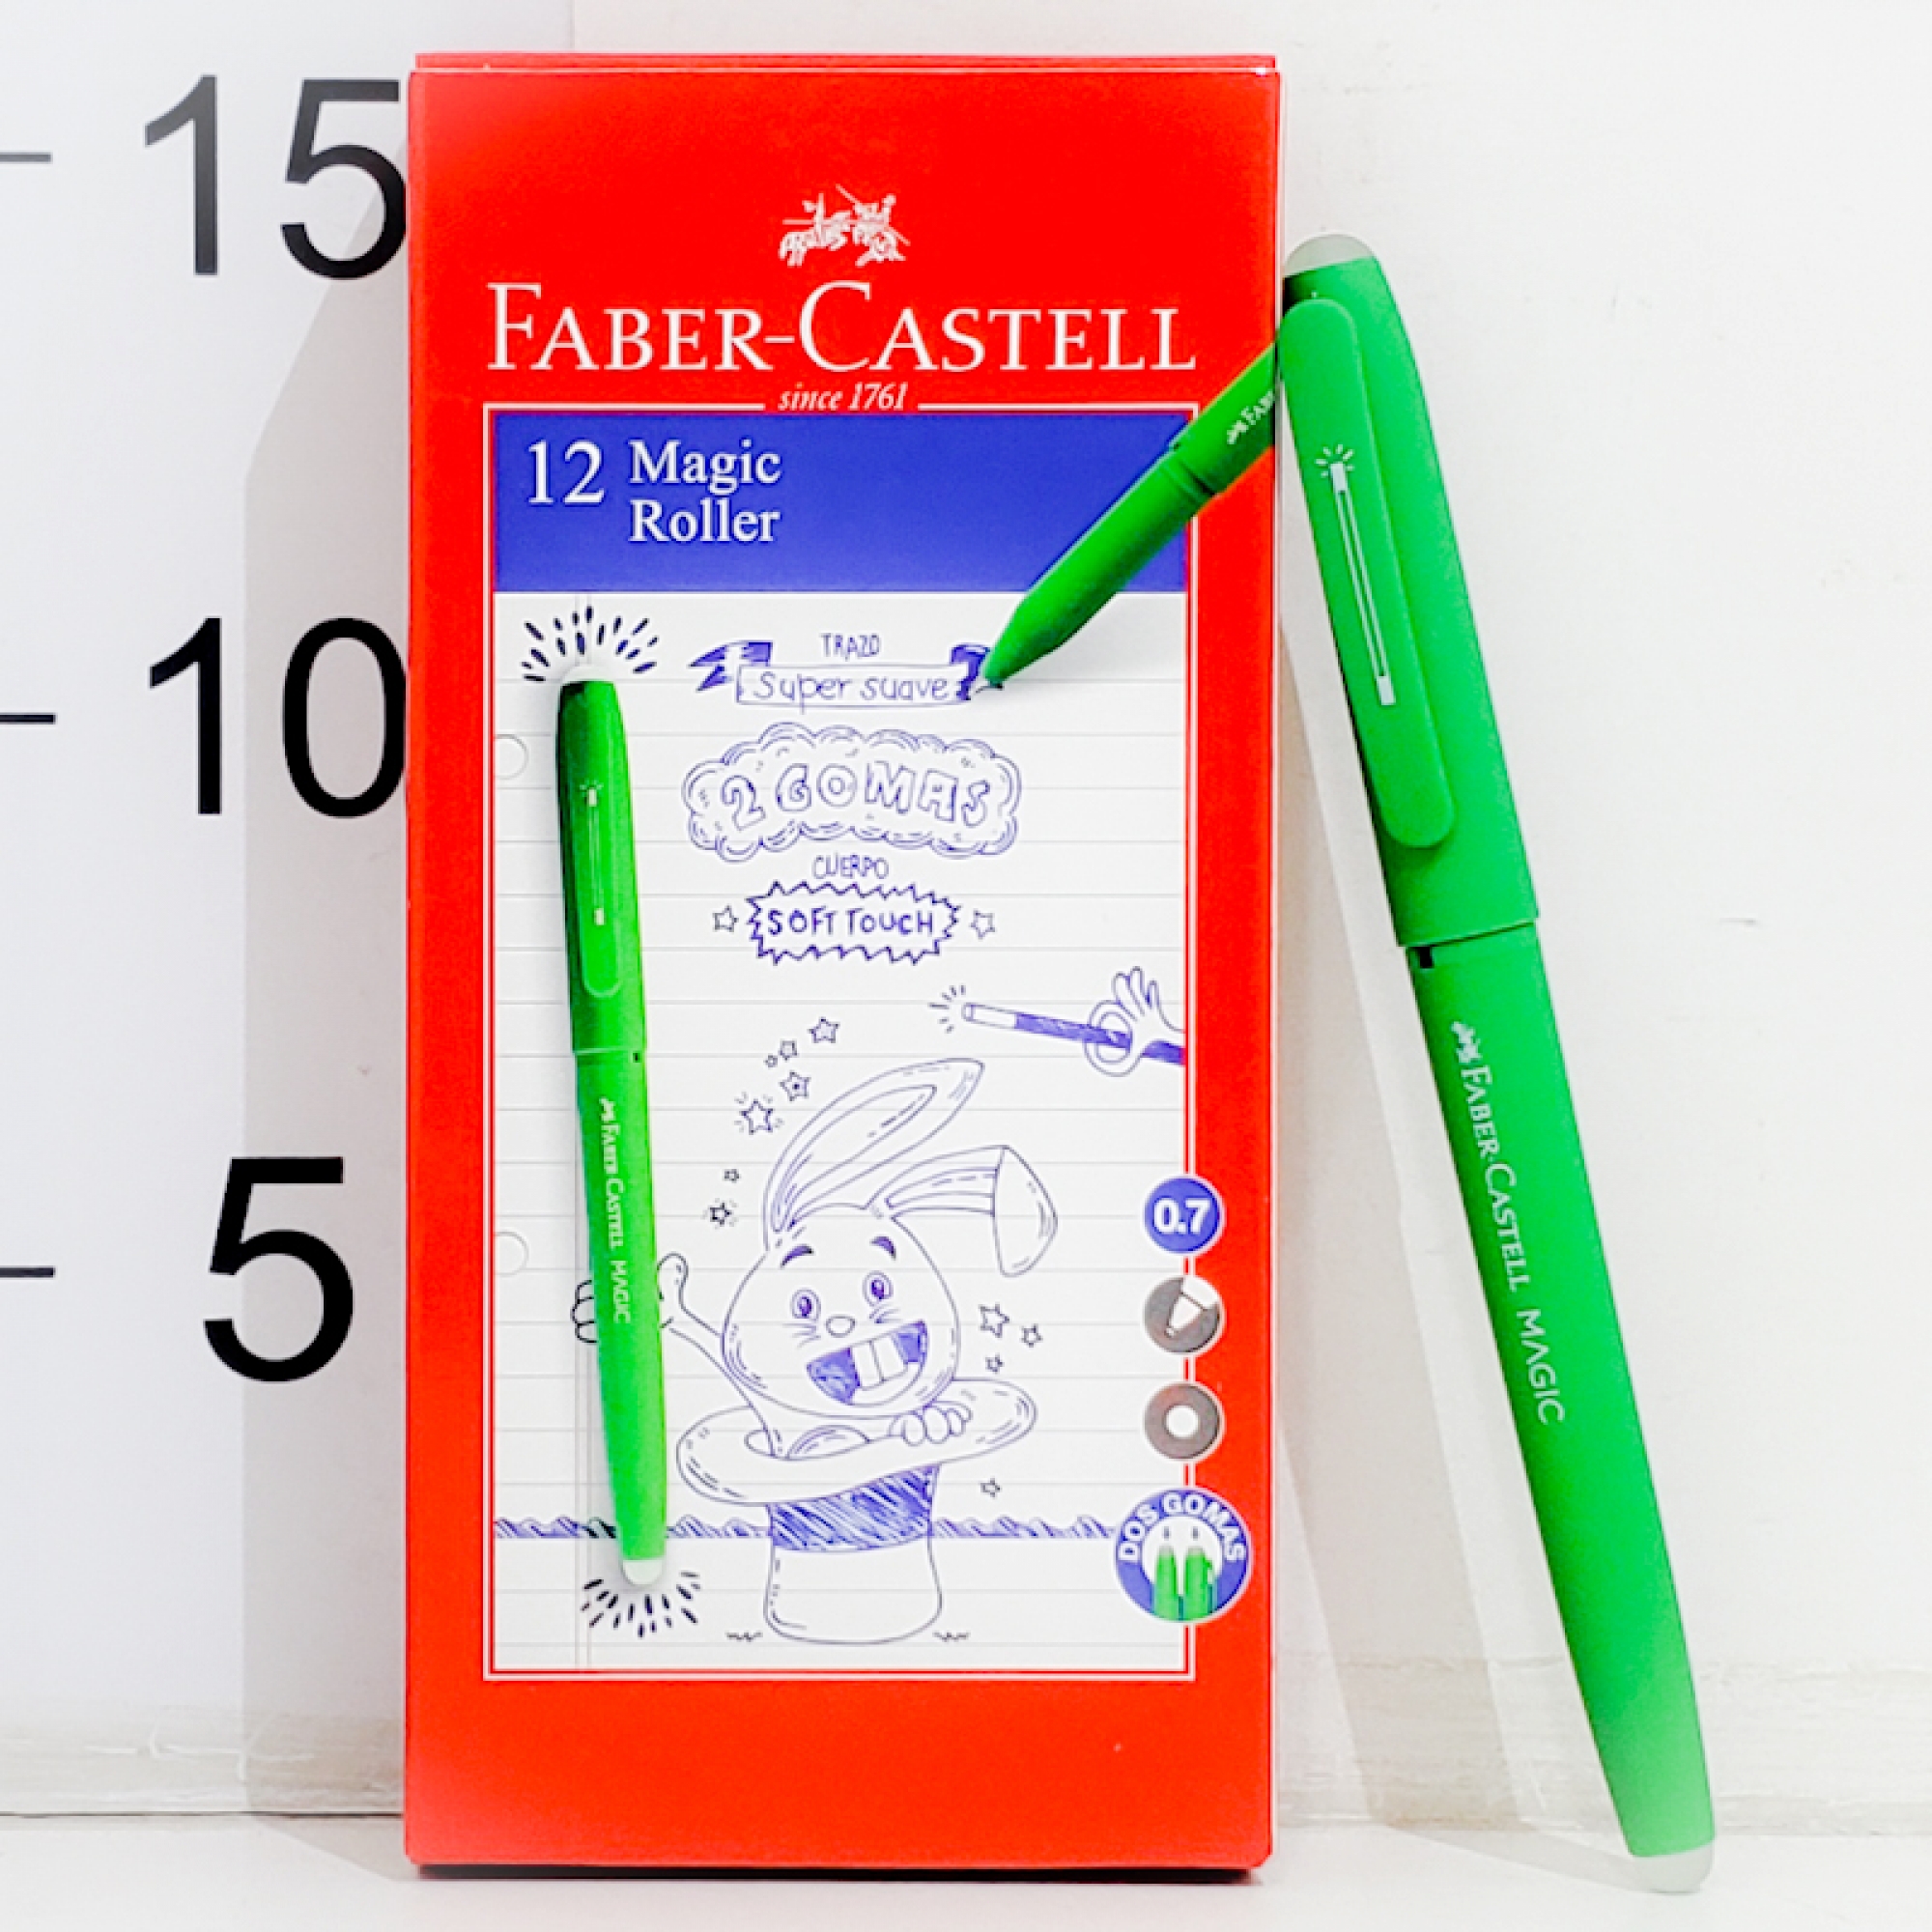 15
10
5
FABER-CASTELL
since 1761
12 Magic
Roller
TRAZO
Super suave
2 GOMAS
CUERPO
SOFT TOUCH
FABER-CASTELL MAGIC
0.7
DOS GOMAS
FABER-CASTELL MAGIC